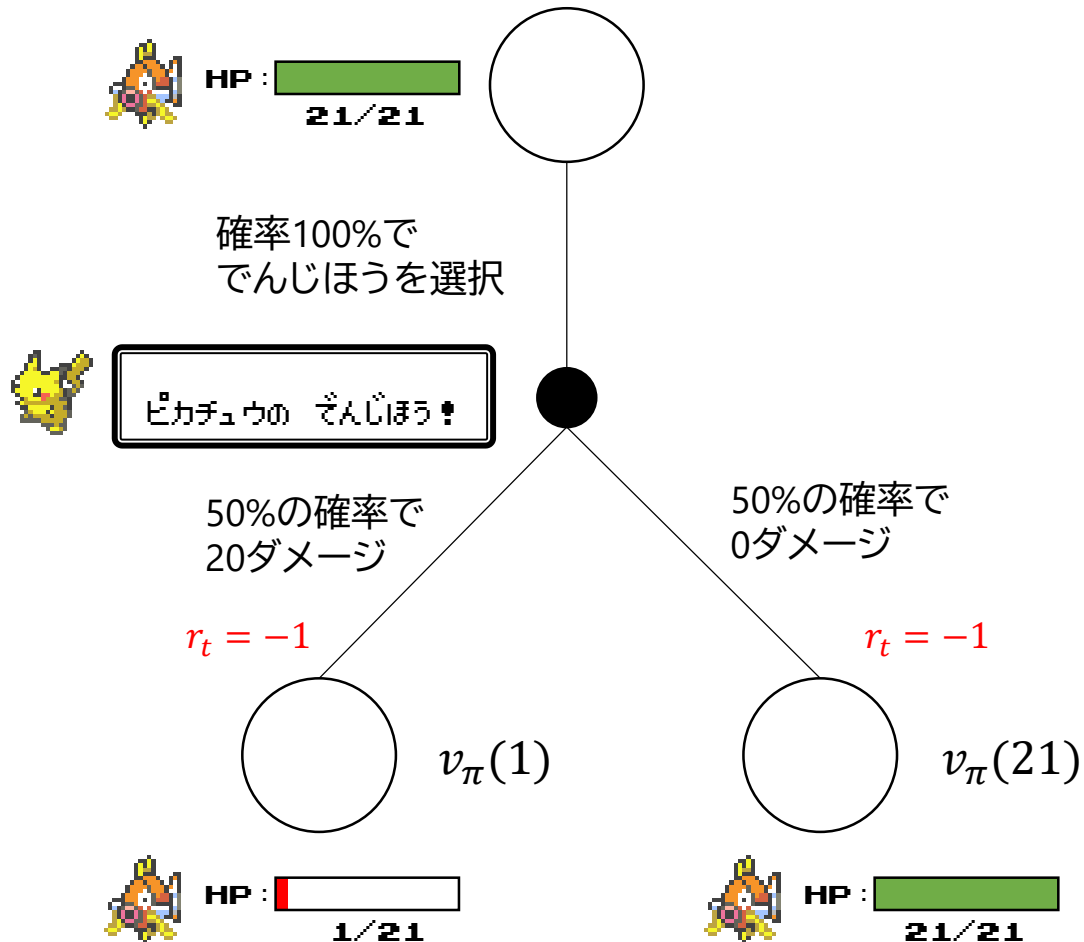 HP:
21/21
確率100%で
でんじほうを選択
ピカチュウの でんじほう!
50%の確率で
20ダメージ
50%の確率で
0ダメージ
r_t = −1
r_t = −1
v_π(1)
v_π(21)
HP:
1/21
HP:
21/21